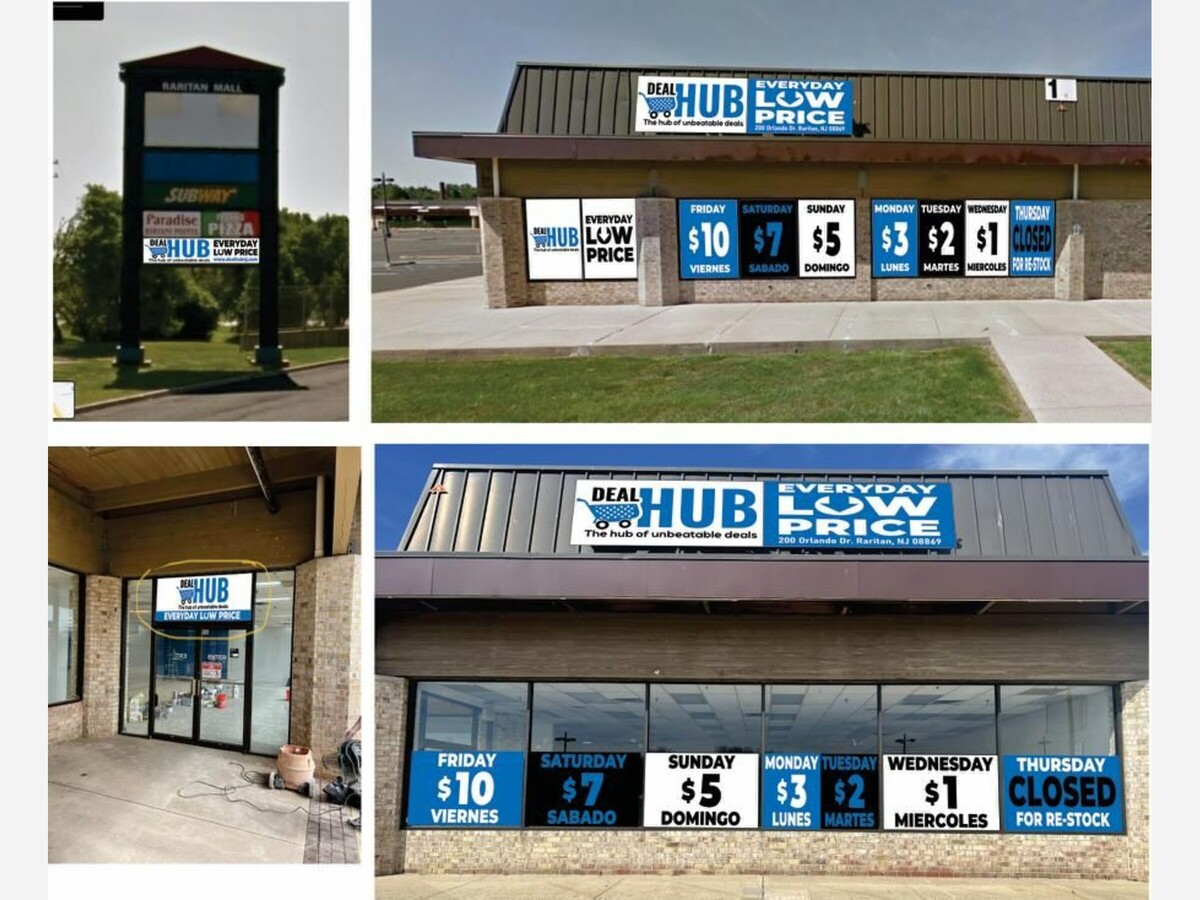 RARITAN MALL
SUBWAY
Paradise
PIZZA
DEAL
HUB
EVERYDAY
LOW PRICE
www.dealhubnj.com
DEAL
HUB
The hub of unbeatable deals
EVERYDAY
LOW
PRICE
200 Orlando Dr. Raritan, NJ 08869
1
DEAL
HUB
EVERYDAY
LOW
PRICE
FRIDAY
$10
VIERNES
SATURDAY
$7
SABADO
SUNDAY
$5
DOMINGO
MONDAY
$3
LUNES
TUESDAY
$2
MARTES
WEDNESDAY
$1
MIERCOLES
THURSDAY
CLOSED
FOR RE-STOCK
DEAL
HUB
The hub of unbeatable deals
EVERYDAY LOW PRICE
ENTER
DEAL
HUB
The hub of unbeatable deals
EVERYDAY
LOW
PRICE
200 Orlando Dr. Raritan, NJ 08869
FRIDAY
$10
VIERNES
SATURDAY
$7
SABADO
SUNDAY
$5
DOMINGO
MONDAY
$3
LUNES
TUESDAY
$2
MARTES
WEDNESDAY
$1
MIERCOLES
THURSDAY
CLOSED
FOR RE-STOCK